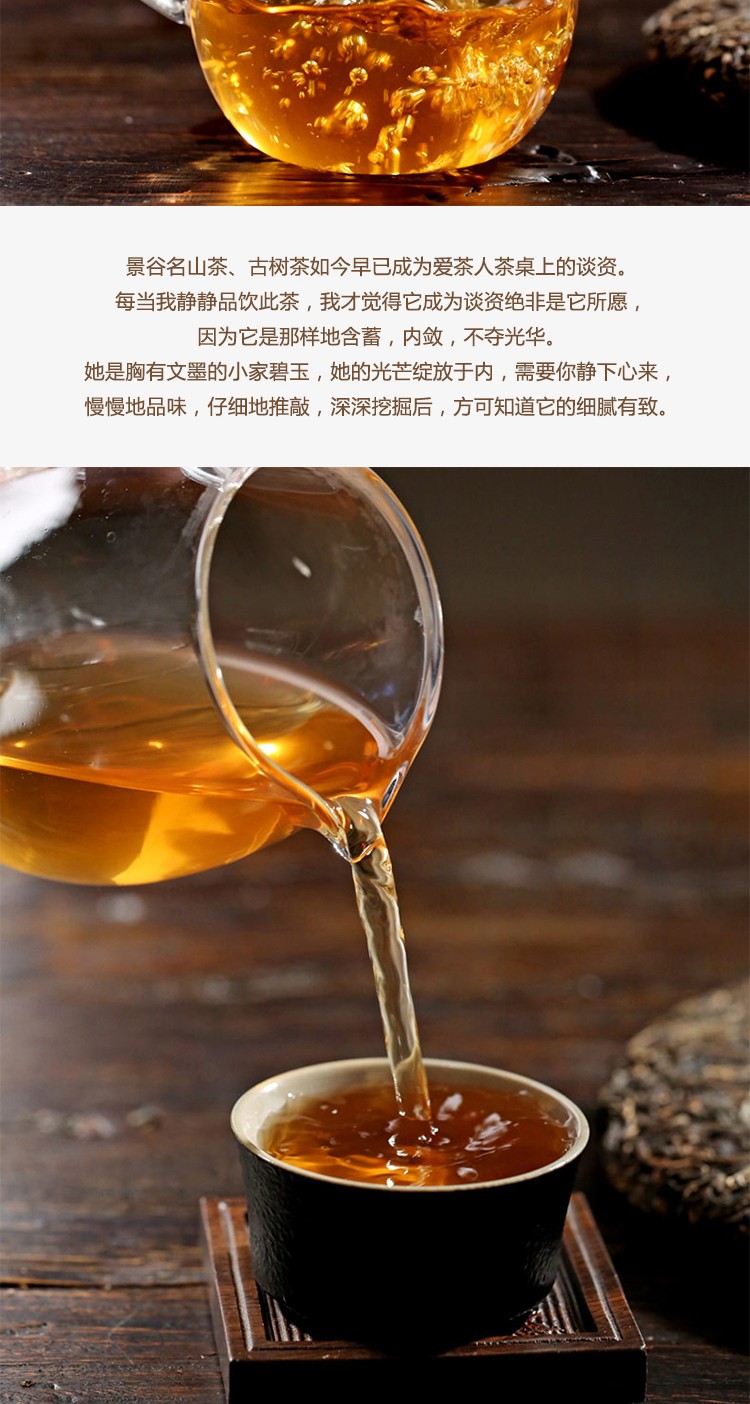 景谷名山茶、古树茶如今早已成为爱茶人茶桌上的谈资。
每当我静静品饮此茶，我才觉得它成为谈资绝非是它所愿，
因为它是那样地含蓄，内敛，不夺光华。
她是胸有文墨的小家碧玉，她的光芒绽放于内，需要你静下心来，
慢慢地品味，仔细地推敲，深深挖掘后，方可知道它的细腻有致。